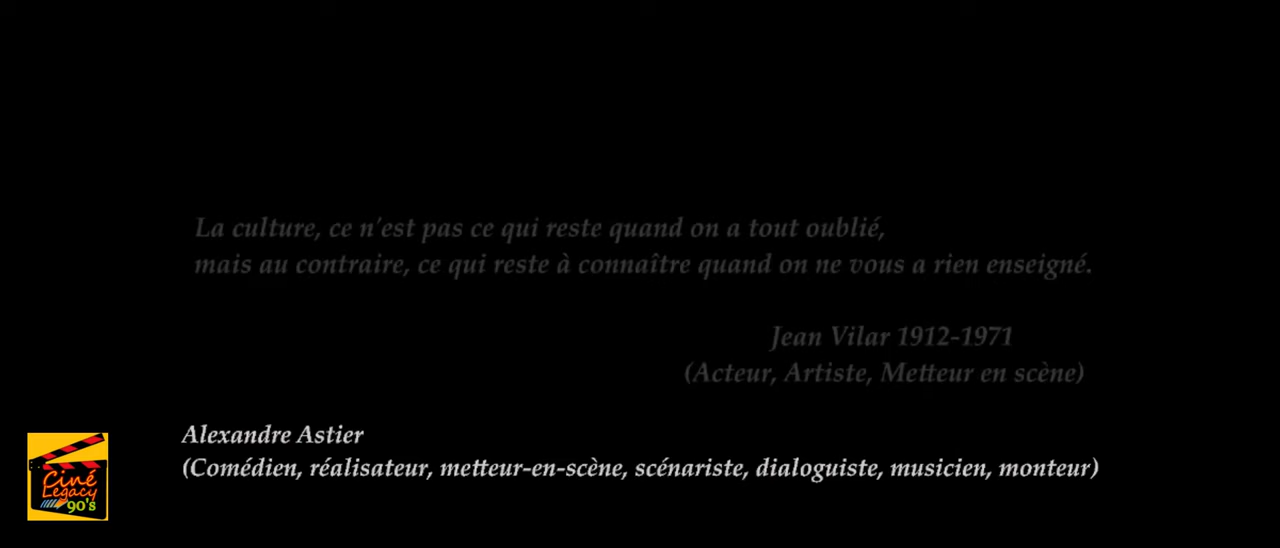 La culture, ce n'est pas ce qui reste quand on a tout oublié,
mais au contraire, ce qui reste à connaître quand on ne vous a rien enseigné.
Jean Vilar 1912-1971
(Acteur, Artiste, Metteur en scène)
Alexandre Astier
(Comédien, réalisateur, metteur-en-scène, scénariste, dialoguiste, musicien, monteur)
Ciné
Legacy
90's